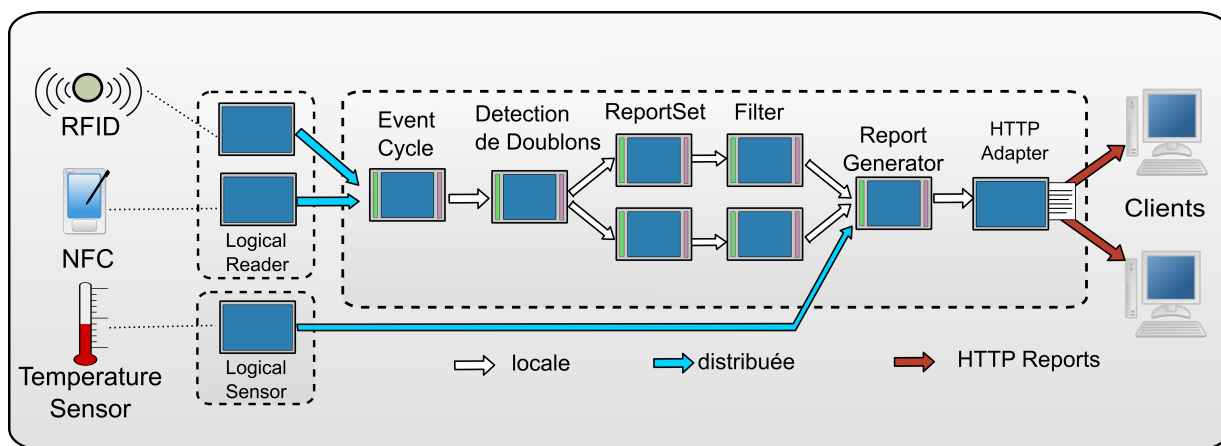 RFID
NFC
Temperature
Sensor
Logical
Reader
Logical
Sensor
Event
Cycle
Detection
de Doublons
ReportSet
Filter
Report
Generator
HTTP
Adapter
Clients
locale
distribuée
HTTP Reports